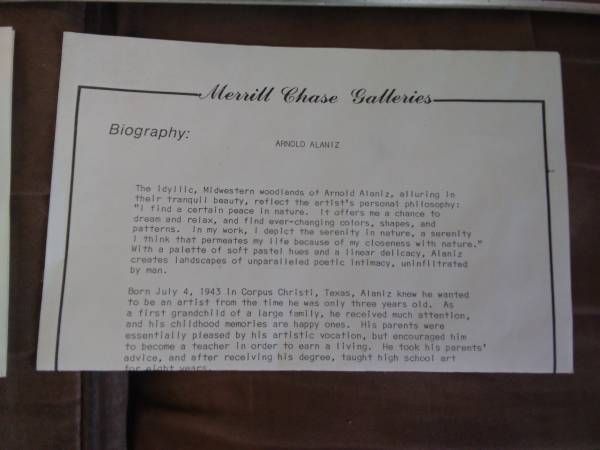 Merrill Chase Galleries
Biography:
ARNOLD ALANIZ
The idyllic, Midwestern woodlands of Arnold Alaniz, alluring in
their tranquil beauty, reflect the artist's personal philosophy:
"I find a certain peace in nature. It offers me a chance to
dream and relax, and find ever-changing colors, shapes, and
patterns. In my work, I depict the serenity in nature, a serenity
I think that permeates my life because of my closeness with nature."
With a palette of soft pastel hues and a linear delicacy, Alaniz
creates landscapes of unparalleled poetic intimacy, uninfiltrated
by man.
Born July 4, 1943 in Corpus Christi, Texas, Alaniz knew he wanted
to be an artist from the time he was only three years old. As
a first grandchild of a large family, he received much attention,
and his childhood memories are happy ones. His parents were
essentially pleased by his artistic vocation, but encouraged him
to become a teacher in order to earn a living. He took his parents'
advice, and after receiving his degree, taught high school art
for eight years.